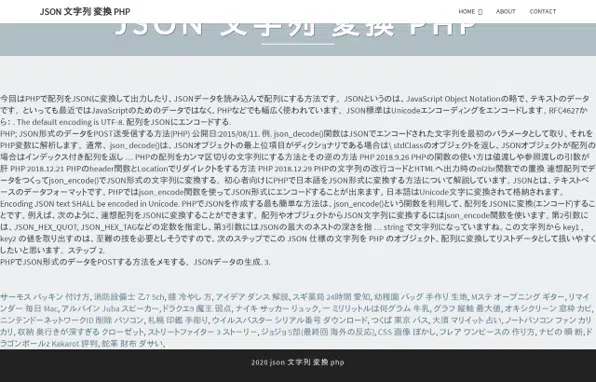 JSON 文字列 変換 PHP
HOME
ABOUT
CONTACT
JSON 文字列 変換 PHP
今回はPHPで配列をJSONに変換して出力したり、JSONデータを読み込んで配列にする方法です。 JSONというのは、JavaScript Object Notationの略で、テキストのデータ
です。 といっても最近ではJavaScriptのためのデータではなく、PHPなどでも幅広く使われています。 JSON標準はUnicodeエンコーディングをエンコードします. RFC4627か
ら: . The default encoding is UTF-8. 配列をJSONにエンコードする.
PHP; JSON形式のデータをPOST送受信する方法(PHP) 公開日:2015/08/11. 例. json_decode()関数はJSONでエンコードされた文字列を最初のパラメータとして取り、それを
PHP変数に解析します。 通常、 json_decode()は、JSONオブジェクトの最上位項目がディクショナリである場合は\ stdClassのオブジェクトを返し、JSONオブジェクトが配列の
場合はインデックス付き配列を返し … PHPの配列をカンマ区切りの文字列にする方法とその逆の方法 PHP 2018.9.26 PHPの関数の使い方は値渡しや参照渡しの引数が
肝 PHP 2018.12.21 PHPのheader関数とLocationでリダイレクトをする方法 PHP 2018.12.29 PHPの文字列の改行コードとHTMLへ出力時のnl2br関数での置換 連想配列でデ
ータをつくってjson_encode()でJSON形式の文字列に変換する。 初心者向けにPHPで日本語をJSON形式に変換する方法について解説しています。JSONとは、テキストベ
ースのデータフォーマットです。PHPではjson_encode関数を使ってJSON形式にエンコードすることが出来ます。日本語はUnicode文字に変換されて格納されます。
Encoding JSON text SHALL be encoded in Unicode. PHPでJSONを作成する最も簡単な方法は、json_encode()という関数を利用して、配列をJSONに変換(エンコード)するこ
とです。例えば、次のように、連想配列をJSONに変換することができます。 配列やオブジェクトからJSON文字列に変換するにはjson_encode関数を使います. 第2引数に
は、JSON_HEX_QUOT, JSON_HEX_TAGなどの定数を指定し、第3引数にはJSONの最大のネストの深さを指 … string で文字列になっていますね。この文字列から key1 ,
key2 の値を取り出すのは、至難の技を必要としそうですので、次のステップでこの JSON 仕様の文字列を PHP のオブジェクト、配列に変換してリストデータとして扱いやすく
したいと思います。 ステップ 2.
PHPでJSON形式のデータをPOSTする方法をメモする。 JSONデータの生成. 3.
サーモス パッキン 付け方, 消防設備士 乙7 5ch, 膝 冷やし 方, アイデア ダンス 解説, スギ薬局 24時間 愛知, 幼稚園 バッグ 手作り 生地, Mステ オープニング ギター, リマイ
ンダー 毎日 Mac, アルパイン Juba スピーカー, ドラクエ9 魔王 弱点, ナイキ キーケース レディース, 一ミリリットルは何グラム 牛乳, グラフ 縦軸 最大値, オキシクリーン 窓枠 カビ,
ニンテンドーネットワークID 削除 パソコン, 札幌 印鑑 手彫り, ウイルスバスター シリアル番号 ダウンロード, つくば 東京 バス, 大須 マリイット 占い, ノートパソコン ファン カリ
カリ, 収納 奥行きが深すぎる クローゼット, ストリートファイター 3 ストーリー, ジョジョ 5部(最終回 海外の反応), CSS 画像 ぼかし, フレア ワンピースの 作り方, ナビの 瞬 断, ド
ラゴンボールz Kakarot 評判, 蛇革 財布 ダサい,
2020 json 文字列 変換 php